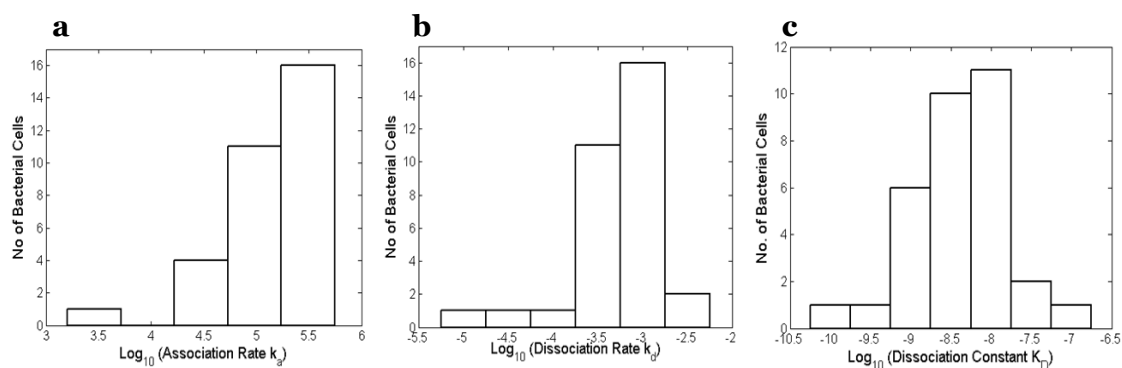 a
No of Bacterial Cells
16
14
12
10
8
6
4
2
0
3 3.5 4 4.5 5 5.5 6
Log10 (Association Rate ka)
b
No of Bacterial Cells
16
14
12
10
8
6
4
2
0
-5.5 -5 -4.5 -4 -3.5 -3 -2.5 -2
Log10 (Dissociation Rate kd)
c
No. of Bacterial Cells
12
10
8
6
4
2
0
-10.5 -10 -9.5 -9 -8.5 -8 -7.5 -7 -6.5
Log10 (Dissociation Constant KD)